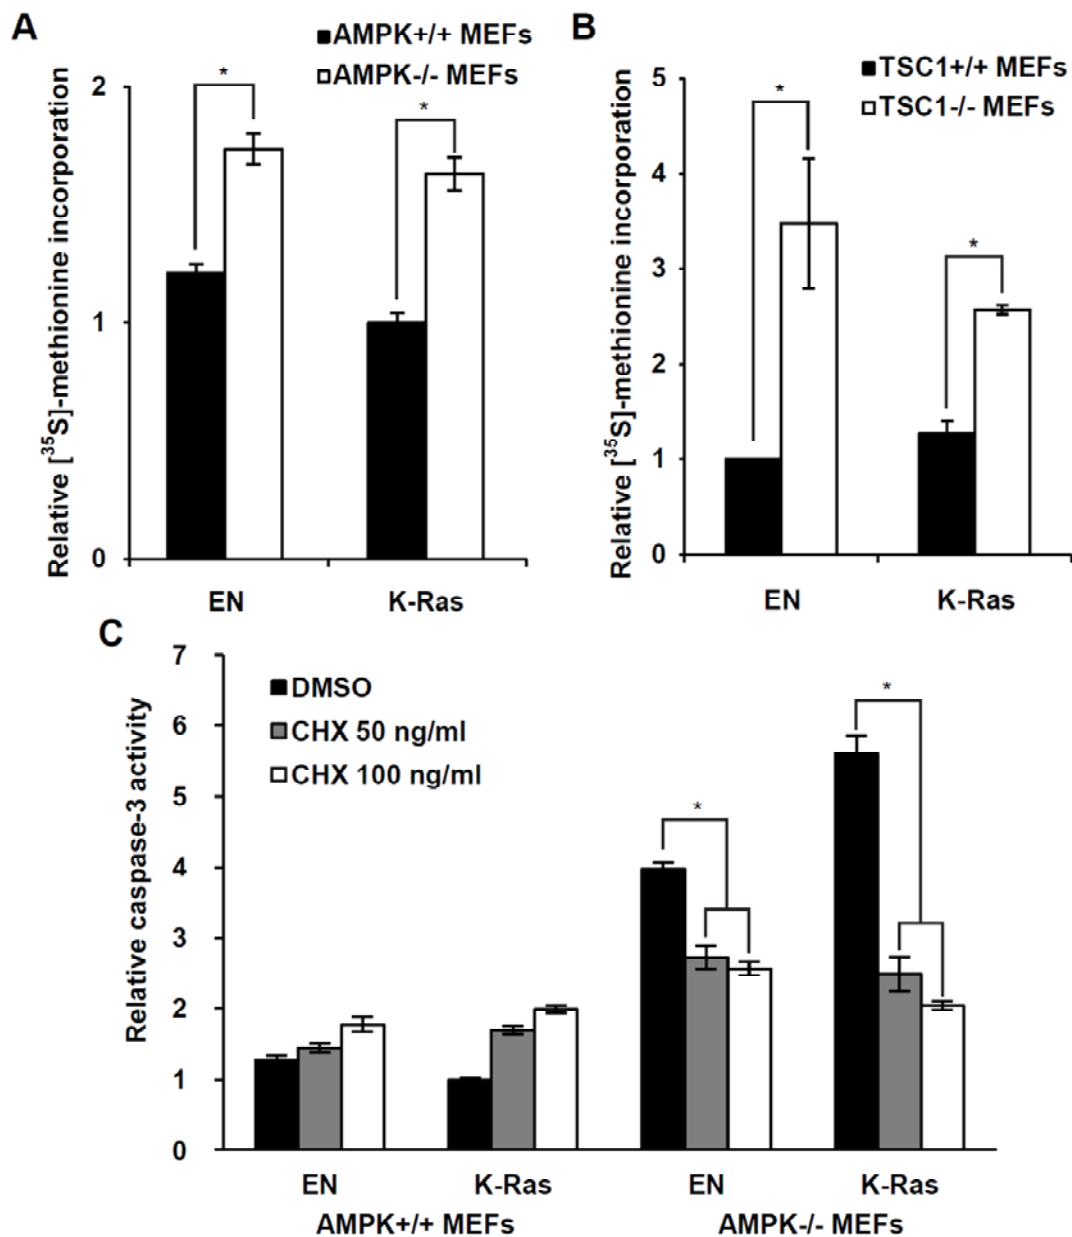 A
AMPK+/+ MEFs
AMPK-/- MEFs
Relative [35S]-methionine incorporation
2
1
0
*
*
EN
K-Ras
B
TSC1+/+ MEFs
TSC1-/- MEFs
Relative [35S]-methionine incorporation
5
4
3
2
1
0
*
*
EN
K-Ras
C
DMSO
CHX 50 ng/ml
CHX 100 ng/ml
Relative caspase-3 activity
7
6
5
4
3
2
1
0
*
*
EN
K-Ras
EN
K-Ras
AMPK+/+ MEFs
AMPK-/- MEFs